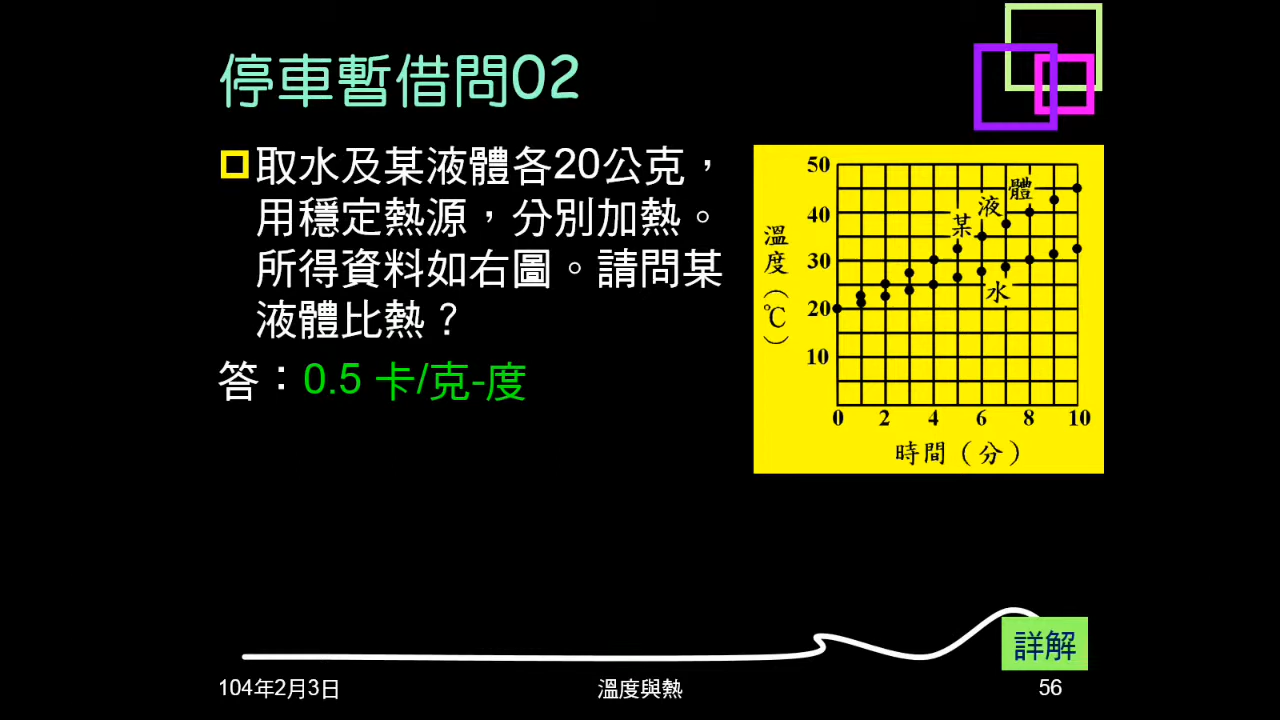 停車暫借問02
取水及某液體各20公克，
用穩定熱源，分別加熱。
所得資料如右圖。請問某
液體比熱？
答：0.5 卡/克-度
50
40
30
20
10
溫度(℃)
某液體
水
0 2 4 6 8 10
時間(分)
詳解
104年2月3日 溫度與熱 56